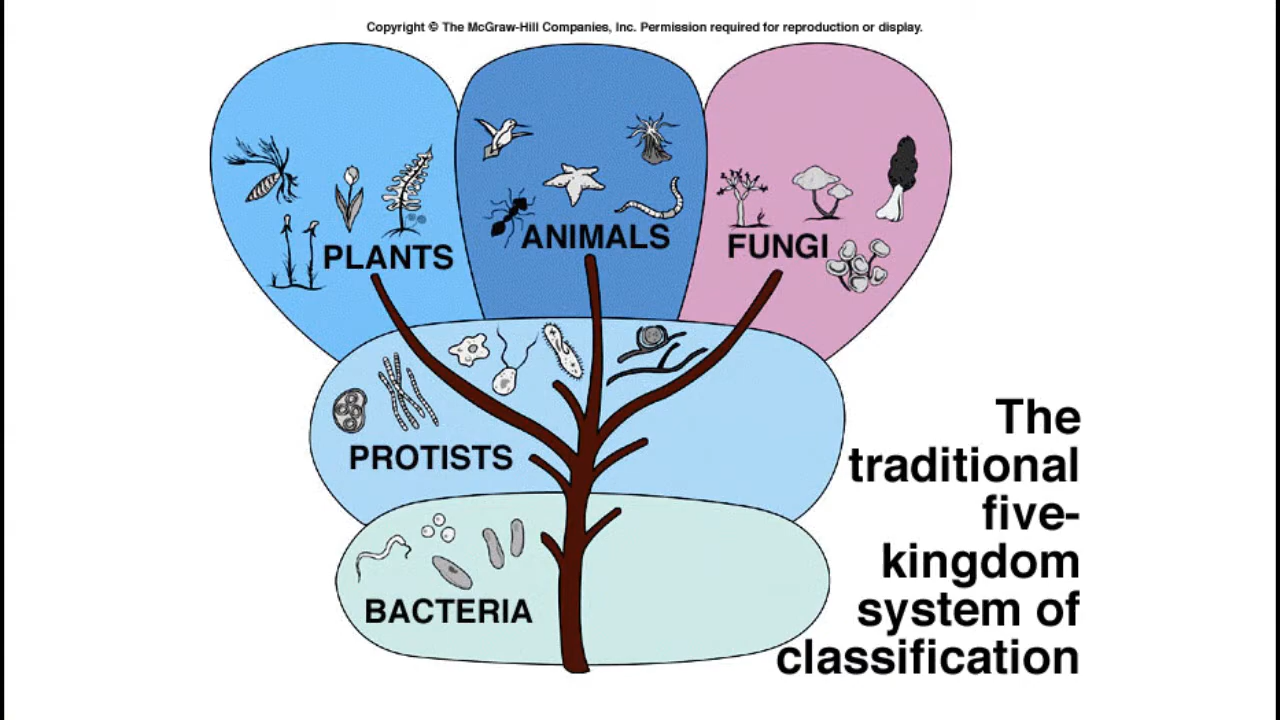 Copyright © The McGraw-Hill Companies, Inc. Permission required for reproduction or display.
PLANTS
ANIMALS
FUNGI
PROTISTS
BACTERIA
The
traditional
five-
kingdom
system of
classification